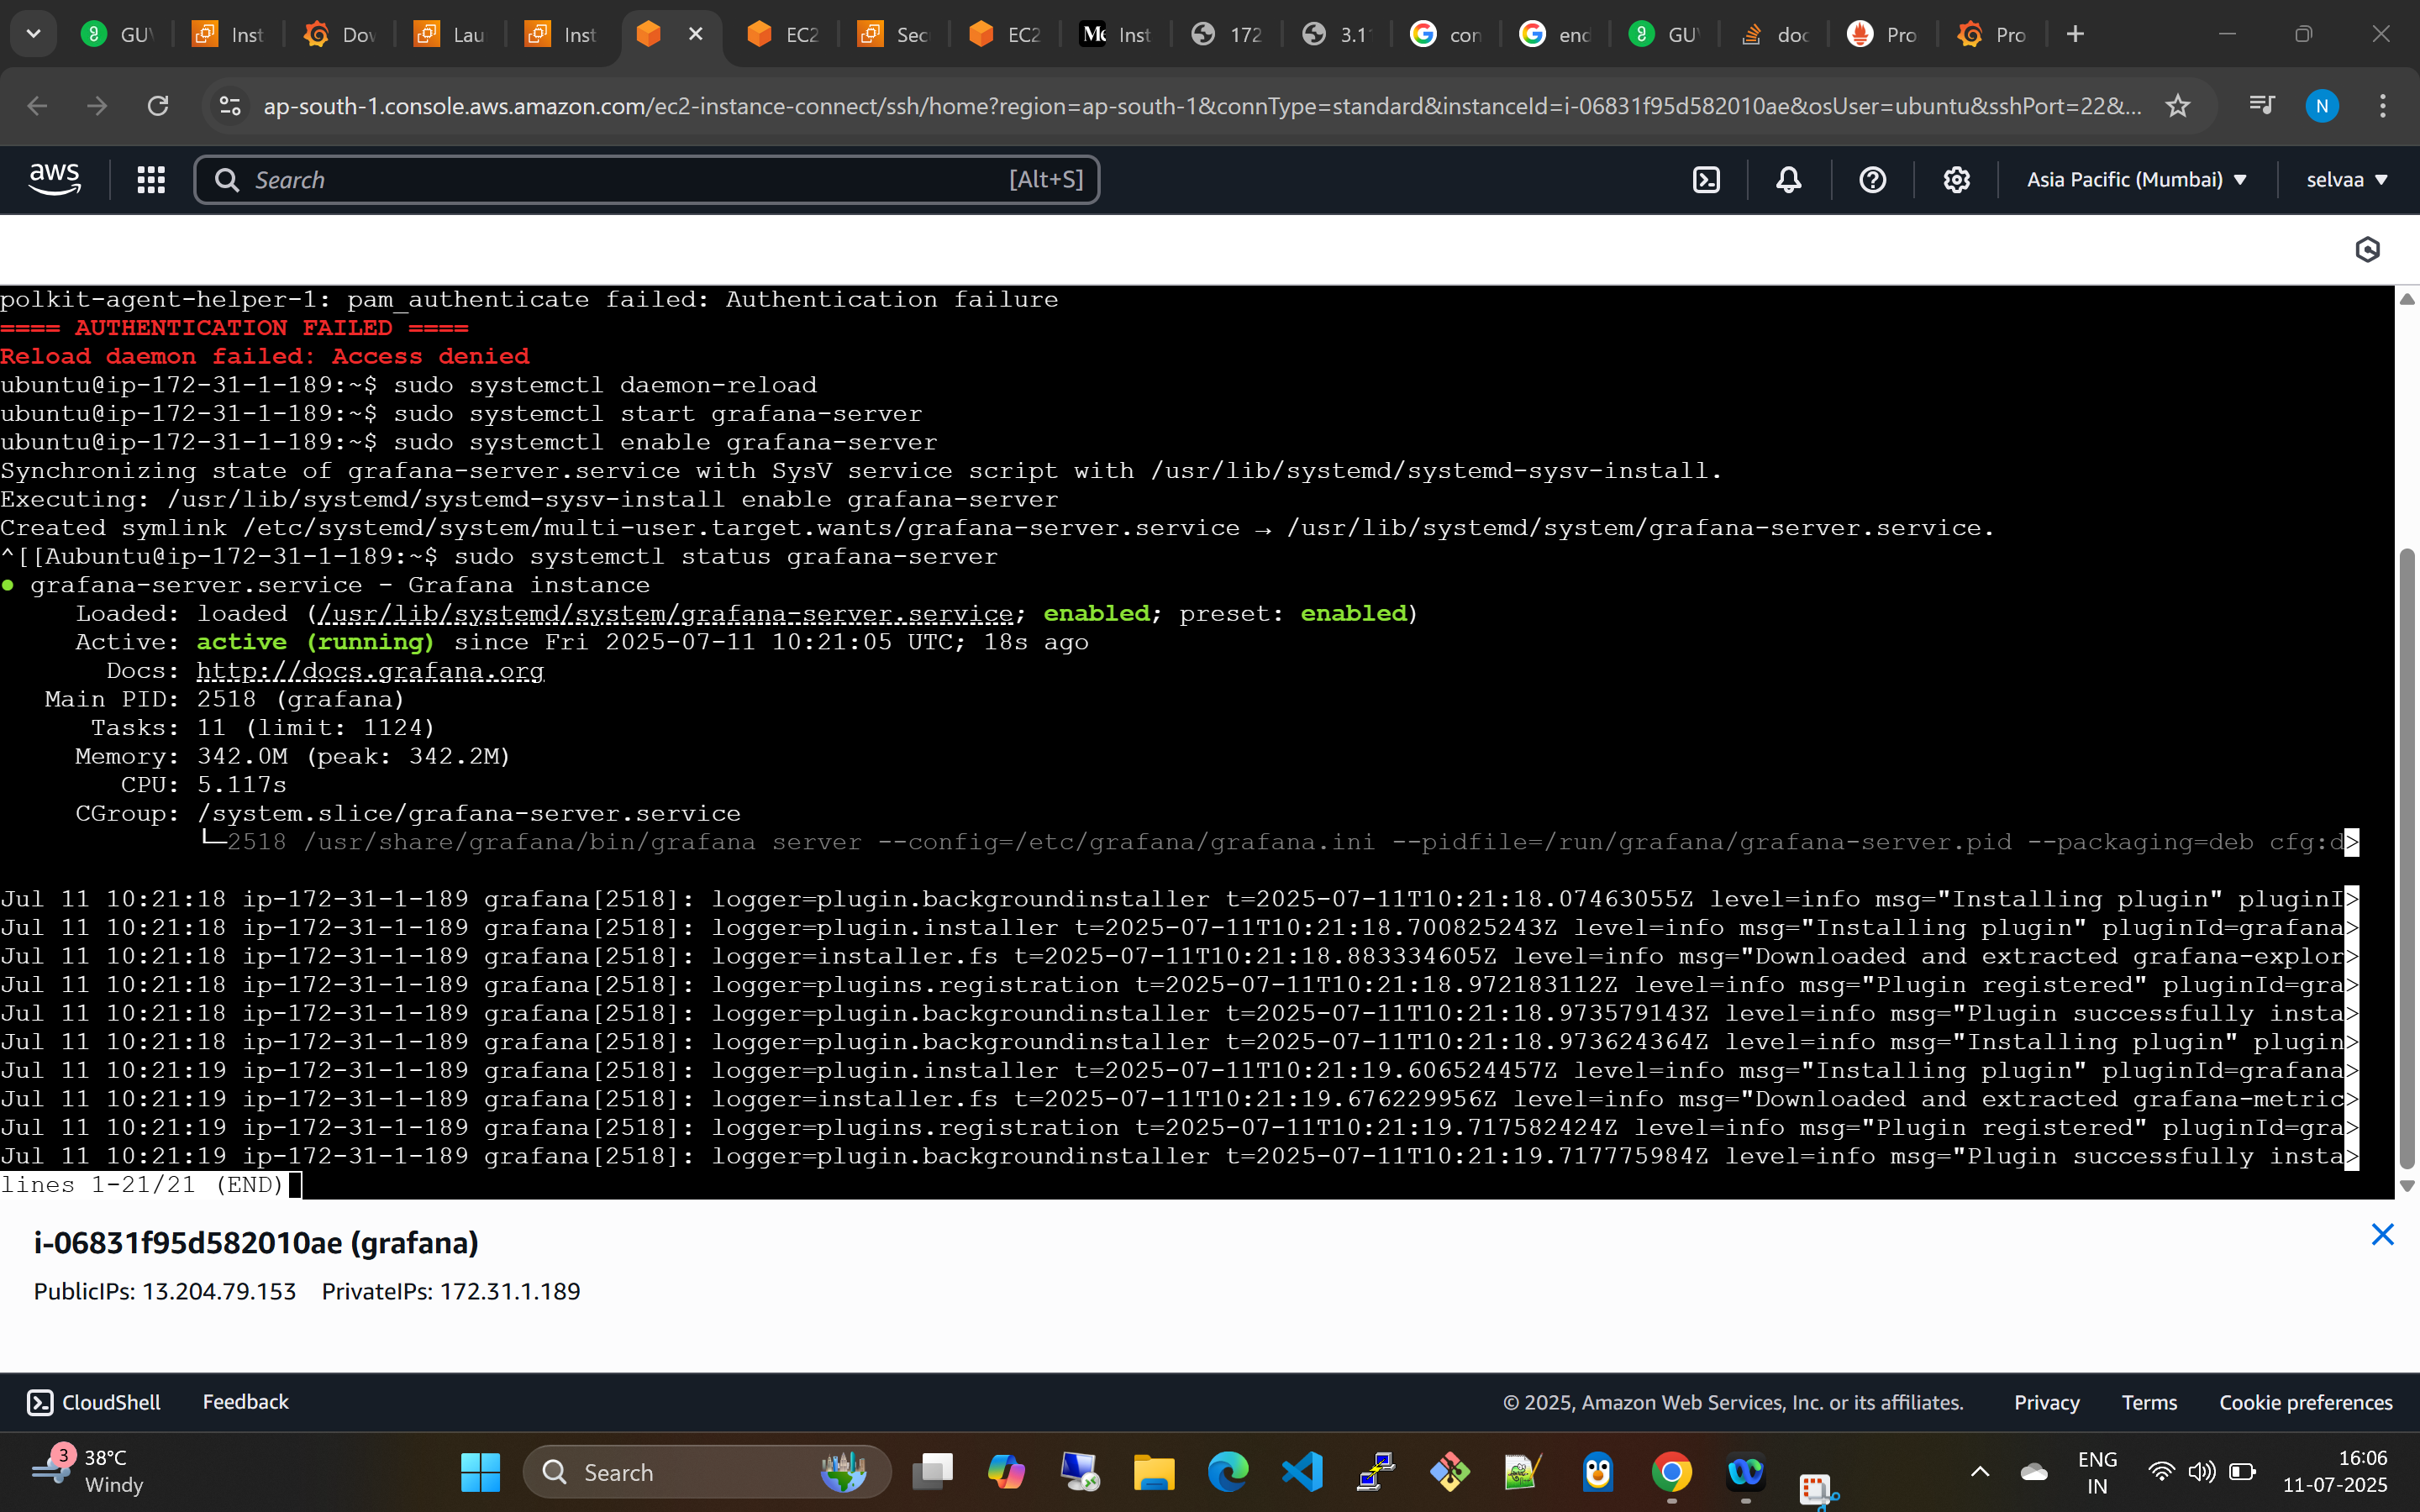 GU
Inst
Dov
Lau
Inst
EC2
Sec
EC2
Inst
172
3.1
con
end
GU
doc
Pro
Pro
ap-south-1.console.aws.amazon.com/ec2-instance-connect/ssh/home?region=ap-south-1&connType=standard&instanceId=i-06831f95d582010ae&osUser=ubuntu&sshPort=22&...
N
aws
Search
[Alt+S]
Asia Pacific (Mumbai)
selvaa
polkit-agent-helper-1: pam_authenticate failed: Authentication failure
==== AUTHENTICATION FAILED ====
Reload daemon failed: Access denied
ubuntu@ip-172-31-1-189:~$ sudo systemctl daemon-reload
ubuntu@ip-172-31-1-189:~$ sudo systemctl start grafana-server
ubuntu@ip-172-31-1-189:~$ sudo systemctl enable grafana-server
Synchronizing state of grafana-server.service with SysV service script with /usr/lib/systemd/systemd-sysv-install.
Executing: /usr/lib/systemd/systemd-sysv-install enable grafana-server
Created symlink /etc/systemd/system/multi-user.target.wants/grafana-server.service → /usr/lib/systemd/system/grafana-server.service.
^[[Aubuntu@ip-172-31-1-189:~$ sudo systemctl status grafana-server
● grafana-server.service - Grafana instance
Loaded: loaded (/usr/lib/systemd/system/grafana-server.service; enabled; preset: enabled)
Active: active (running) since Fri 2025-07-11 10:21:05 UTC; 18s ago
Docs: http://docs.grafana.org
Main PID: 2518 (grafana)
Tasks: 11 (limit: 1124)
Memory: 342.0M (peak: 342.2M)
CPU: 5.117s
CGroup: /system.slice/grafana-server.service
└─2518 /usr/share/grafana/bin/grafana server --config=/etc/grafana/grafana.ini --pidfile=/run/grafana/grafana-server.pid --packaging=deb cfg:d>
Jul 11 10:21:18 ip-172-31-1-189 grafana[2518]: logger=plugin.backgroundinstaller t=2025-07-11T10:21:18.07463055Z level=info msg="Installing plugin" pluginI>
Jul 11 10:21:18 ip-172-31-1-189 grafana[2518]: logger=plugin.installer t=2025-07-11T10:21:18.700825243Z level=info msg="Installing plugin" pluginId=grafana>
Jul 11 10:21:18 ip-172-31-1-189 grafana[2518]: logger=installer.fs t=2025-07-11T10:21:18.883334605Z level=info msg="Downloaded and extracted grafana-explor>
Jul 11 10:21:18 ip-172-31-1-189 grafana[2518]: logger=plugins.registration t=2025-07-11T10:21:18.972183112Z level=info msg="Plugin registered" pluginId=gra>
Jul 11 10:21:18 ip-172-31-1-189 grafana[2518]: logger=plugin.backgroundinstaller t=2025-07-11T10:21:18.973579143Z level=info msg="Plugin successfully insta>
Jul 11 10:21:18 ip-172-31-1-189 grafana[2518]: logger=plugin.backgroundinstaller t=2025-07-11T10:21:18.973624364Z level=info msg="Installing plugin" plugin>
Jul 11 10:21:19 ip-172-31-1-189 grafana[2518]: logger=plugin.installer t=2025-07-11T10:21:19.606524457Z level=info msg="Installing plugin" pluginId=grafana>
Jul 11 10:21:19 ip-172-31-1-189 grafana[2518]: logger=installer.fs t=2025-07-11T10:21:19.676229956Z level=info msg="Downloaded and extracted grafana-metric>
Jul 11 10:21:19 ip-172-31-1-189 grafana[2518]: logger=plugins.registration t=2025-07-11T10:21:19.717582424Z level=info msg="Plugin registered" pluginId=gra>
Jul 11 10:21:19 ip-172-31-1-189 grafana[2518]: logger=plugin.backgroundinstaller t=2025-07-11T10:21:19.717775984Z level=info msg="Plugin successfully insta>
lines 1-21/21 (END)
i-06831f95d582010ae (grafana)
PublicIPs: 13.204.79.153 PrivateIPs: 172.31.1.189
CloudShell
Feedback
© 2025, Amazon Web Services, Inc. or its affiliates.
Privacy
Terms
Cookie preferences
3
38°C
Windy
Search
ENG
IN
16:06
11-07-2025